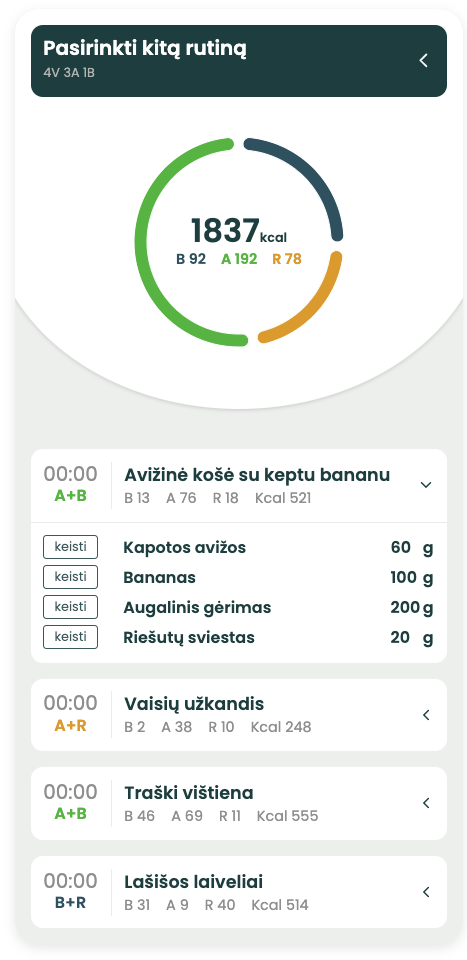 Pasirinkti kitą rutiną
4V 3A 1B
1837kcal
B 92 A 192 R 78
00:00 Avižinė košė su keptu bananu
A+B B 13 A 76 R 18 Kcal 521
keisti Kapotos avižos 60 g
keisti Bananas 100 g
keisti Augalinis gėrimas 200 g
keisti Riešutų sviestas 20 g
00:00 Vaisių užkandis
A+R B 2 A 38 R 10 Kcal 248
00:00 Traški vištiena
A+B B 46 A 69 R 11 Kcal 555
00:00 Lašišos laiveliai
B+R B 31 A 9 R 40 Kcal 514